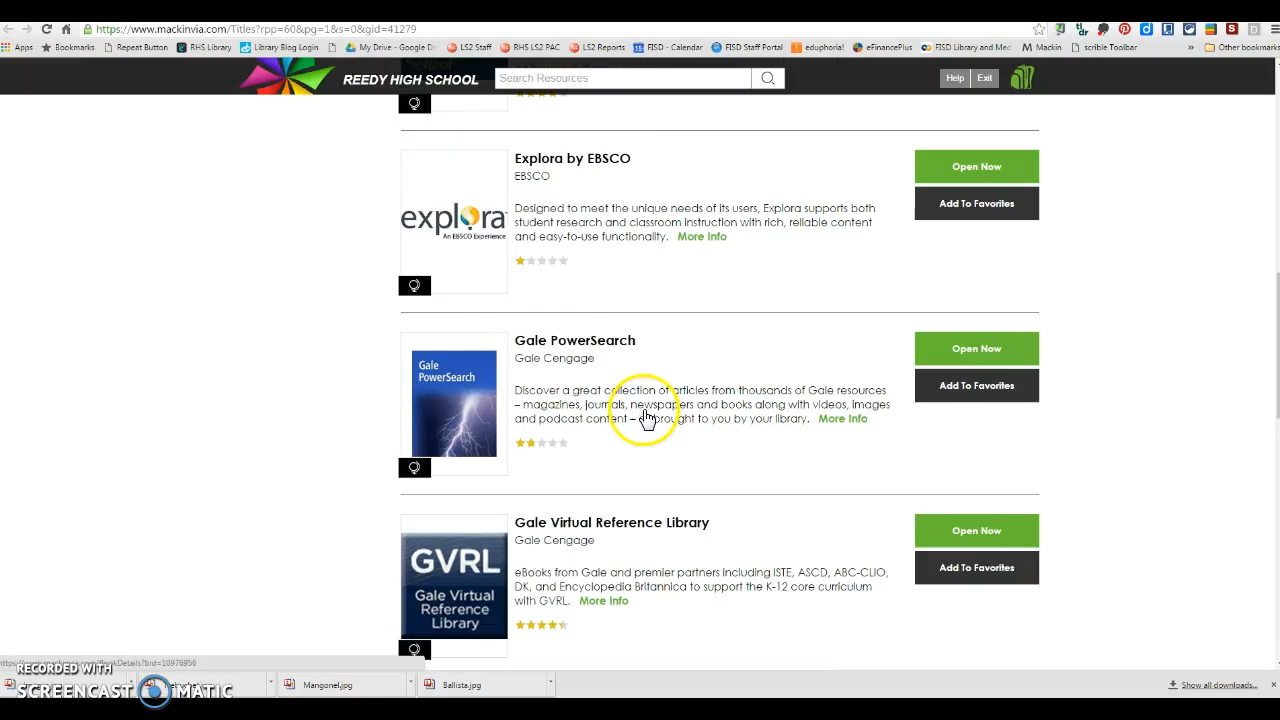 https://www.mackinvia.com/Titles?rpp=60&pg=1&s=0&gid=41279
Apps Bookmarks Repeat Button RHS Library Library Blog Login My Drive - Google D LS2 Staff RHS LS2 PAC LS2 Reports FISD - Calendar FISD Staff Portal eduphoria! eFinancePlus FISD Library and Med Mackin scrible Toolbar » Other bookmarks
REEDY HIGH SCHOOL
Search Resources
Help Exit
Explora by EBSCO
EBSCO
Designed to meet the unique needs of its users, Explora supports both
student research and classroom instruction with rich, reliable content
and easy-to-use functionality. More Info
Open Now
Add To Favorites
explora
An EBSCO Experience
Gale PowerSearch
Gale Cengage
Discover a great collection of articles from thousands of Gale resources
– magazines, journals, newspapers and books along with videos, images
and podcast content – brought to you by your library. More Info
Open Now
Add To Favorites
Gale
PowerSearch
Gale Virtual Reference Library
Gale Cengage
eBooks from Gale and premier partners including ISTE, ASCD, ABC-CLIO,
DK, and Encyclopedia Britannica to support the K-12 core curriculum
with GVRL. More Info
Open Now
Add To Favorites
GVRL
Gale Virtual
Reference
Library
RECORDED WITH
SCREENCAST MATIC
Mangonel.jpg
Ballista.jpg
Show all downloads...